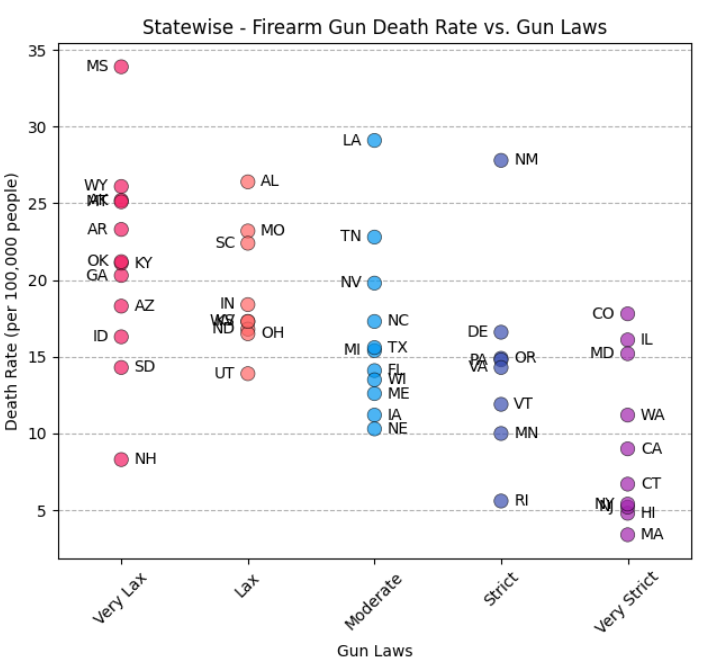 Statewise - Firearm Gun Death Rate vs. Gun Laws
Death Rate (per 100,000 people)
35
30
25
20
15
10
5
MS
WY
AR
OK
KY
GA
AZ
ID
SD
NH
AL
MO
SC
IN
ND
OH
UT
LA
TN
NV
NC
MI
TX
FL
WI
ME
IA
NE
NM
DE
PA
OR
VA
VT
MN
RI
CO
IL
MD
WA
CA
CT
NY
NJ
HI
MA
Very Lax
Lax
Moderate
Strict
Very Strict
Gun Laws